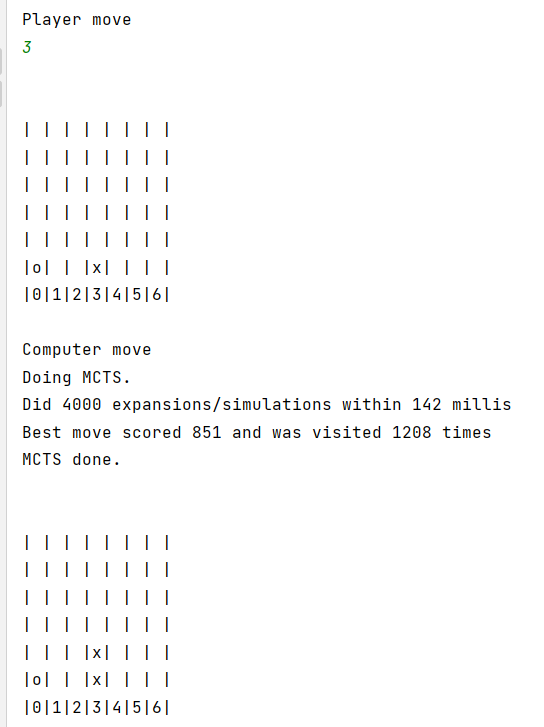 Player move
3
| | | | | | | |
| | | | | | | |
| | | | | | | |
| | | | | | | |
| | | | | | | |
|o| | |x| | | |
|0|1|2|3|4|5|6|
Computer move
Doing MCTS.
Did 4000 expansions/simulations within 142 millis
Best move scored 851 and was visited 1208 times
MCTS done.
| | | | | | | |
| | | | | | | |
| | | | | | | |
| | | | | | | |
| | | |x| | | |
|o| | |x| | | |
|0|1|2|3|4|5|6|